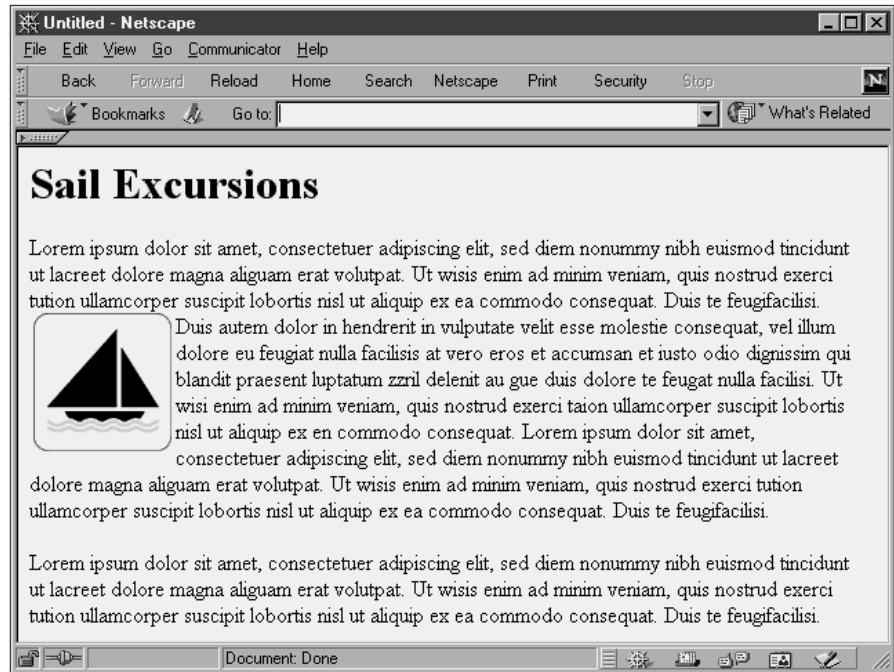 Untitled - Netscape
File Edit View Go Communicator Help
Back Forward Reload Home Search Netscape Print Security Stop N
Bookmarks Go to: What's Related
Sail Excursions
Lorem ipsum dolor sit amet, consectetuer adipiscing elit, sed diem nonummy nibh euismod tincidunt
ut lacreet dolore magna aliguam erat volutpat. Ut wisis enim ad minim veniam, quis nostrud exerci
tution ullamcorper suscipit lobortis nisl ut aliquip ex ea commodo consequat. Duis te feugifacilisi.
Duis autem dolor in hendrerit in vulputate velit esse molestie consequat, vel illum
dolore eu feugiat nulla facilisis at vero eros et accumsan et iusto odio dignissim qui
blandit praesent luptatum zzril delenit au gue duis dolore te feugat nulla facilisi. Ut
wisi enim ad minim veniam, quis nostrud exerci taion ullamcorper suscipit lobortis
nisl ut aliquip ex en commodo consequat. Lorem ipsum dolor sit amet,
consectetuer adipiscing elit, sed diem nonummy nibh euismod tincidunt ut lacreet
dolore magna aliguam erat volutpat. Ut wisis enim ad minim veniam, quis nostrud exerci tution
ullamcorper suscipit lobortis nisl ut aliquip ex ea commodo consequat. Duis te feugifacilisi.
Lorem ipsum dolor sit amet, consectetuer adipiscing elit, sed diem nonummy nibh euismod tincidunt
ut lacreet dolore magna aliguam erat volutpat. Ut wisis enim ad minim veniam, quis nostrud exerci
tution ullamcorper suscipit lobortis nisl ut aliquip ex ea commodo consequat. Duis te feugifacilisi.
Document: Done